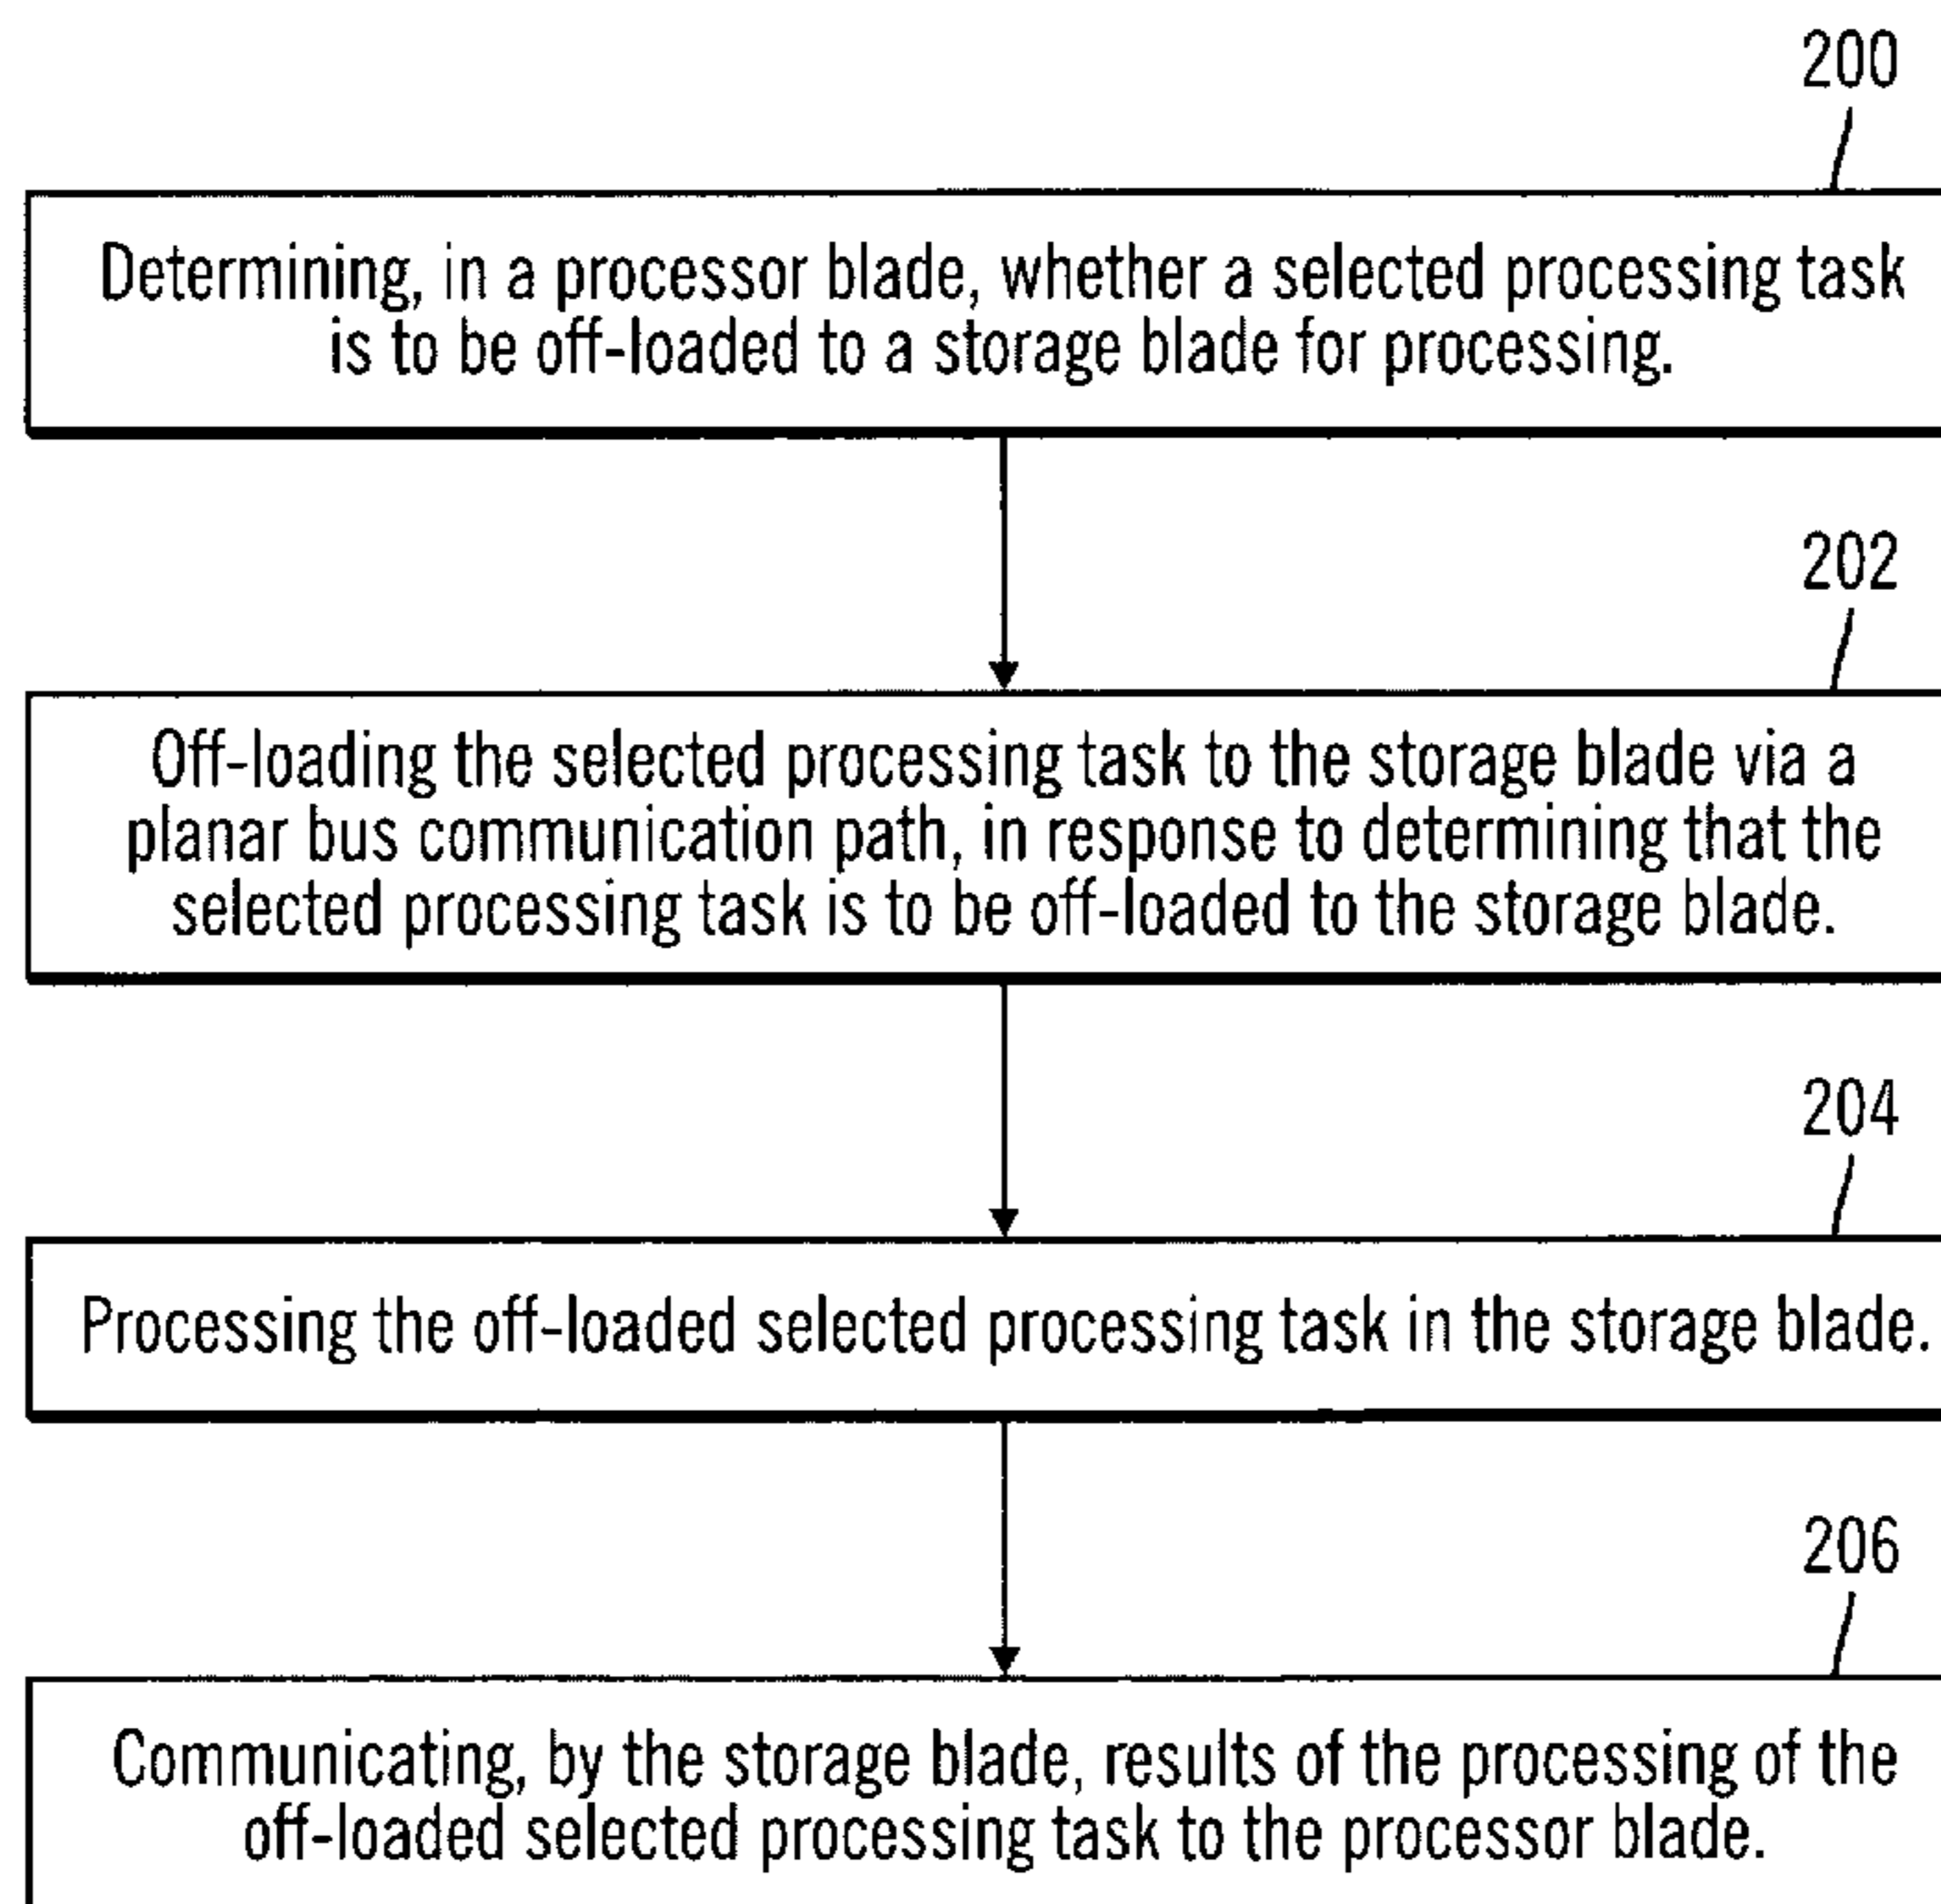 200
Determining, in a processor blade, whether a selected processing task
is to be off-loaded to a storage blade for processing.
202
Off-loading the selected processing task to the storage blade via a
planar bus communication path, in response to determining that the
selected processing task is to be off-loaded to the storage blade.
204
Processing the off-loaded selected processing task in the storage blade.
206
Communicating, by the storage blade, results of the processing of the
off-loaded selected processing task to the processor blade.